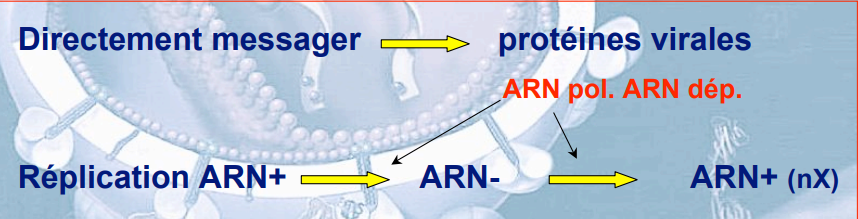 Directement messager protéines virales
ARN pol. ARN dép.
Réplication ARN+ ARN- ARN+ (nX)